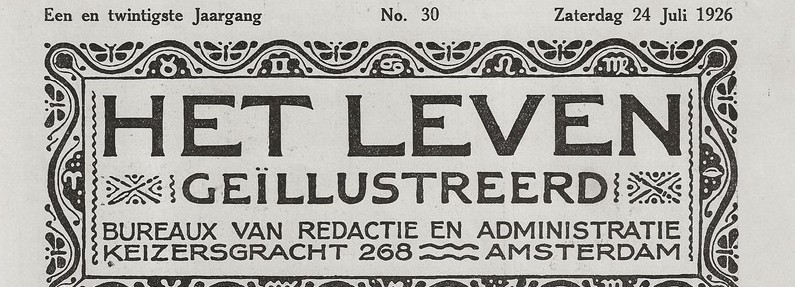 Een en twintigste Jaargang No. 30 Zaterdag 24 Juli 1926
HET LEVEN
GEÏLLUSTREERD
BUREAUX VAN REDACTIE EN ADMINISTRATIE
KEIZERSGRACHT 268 AMSTERDAM